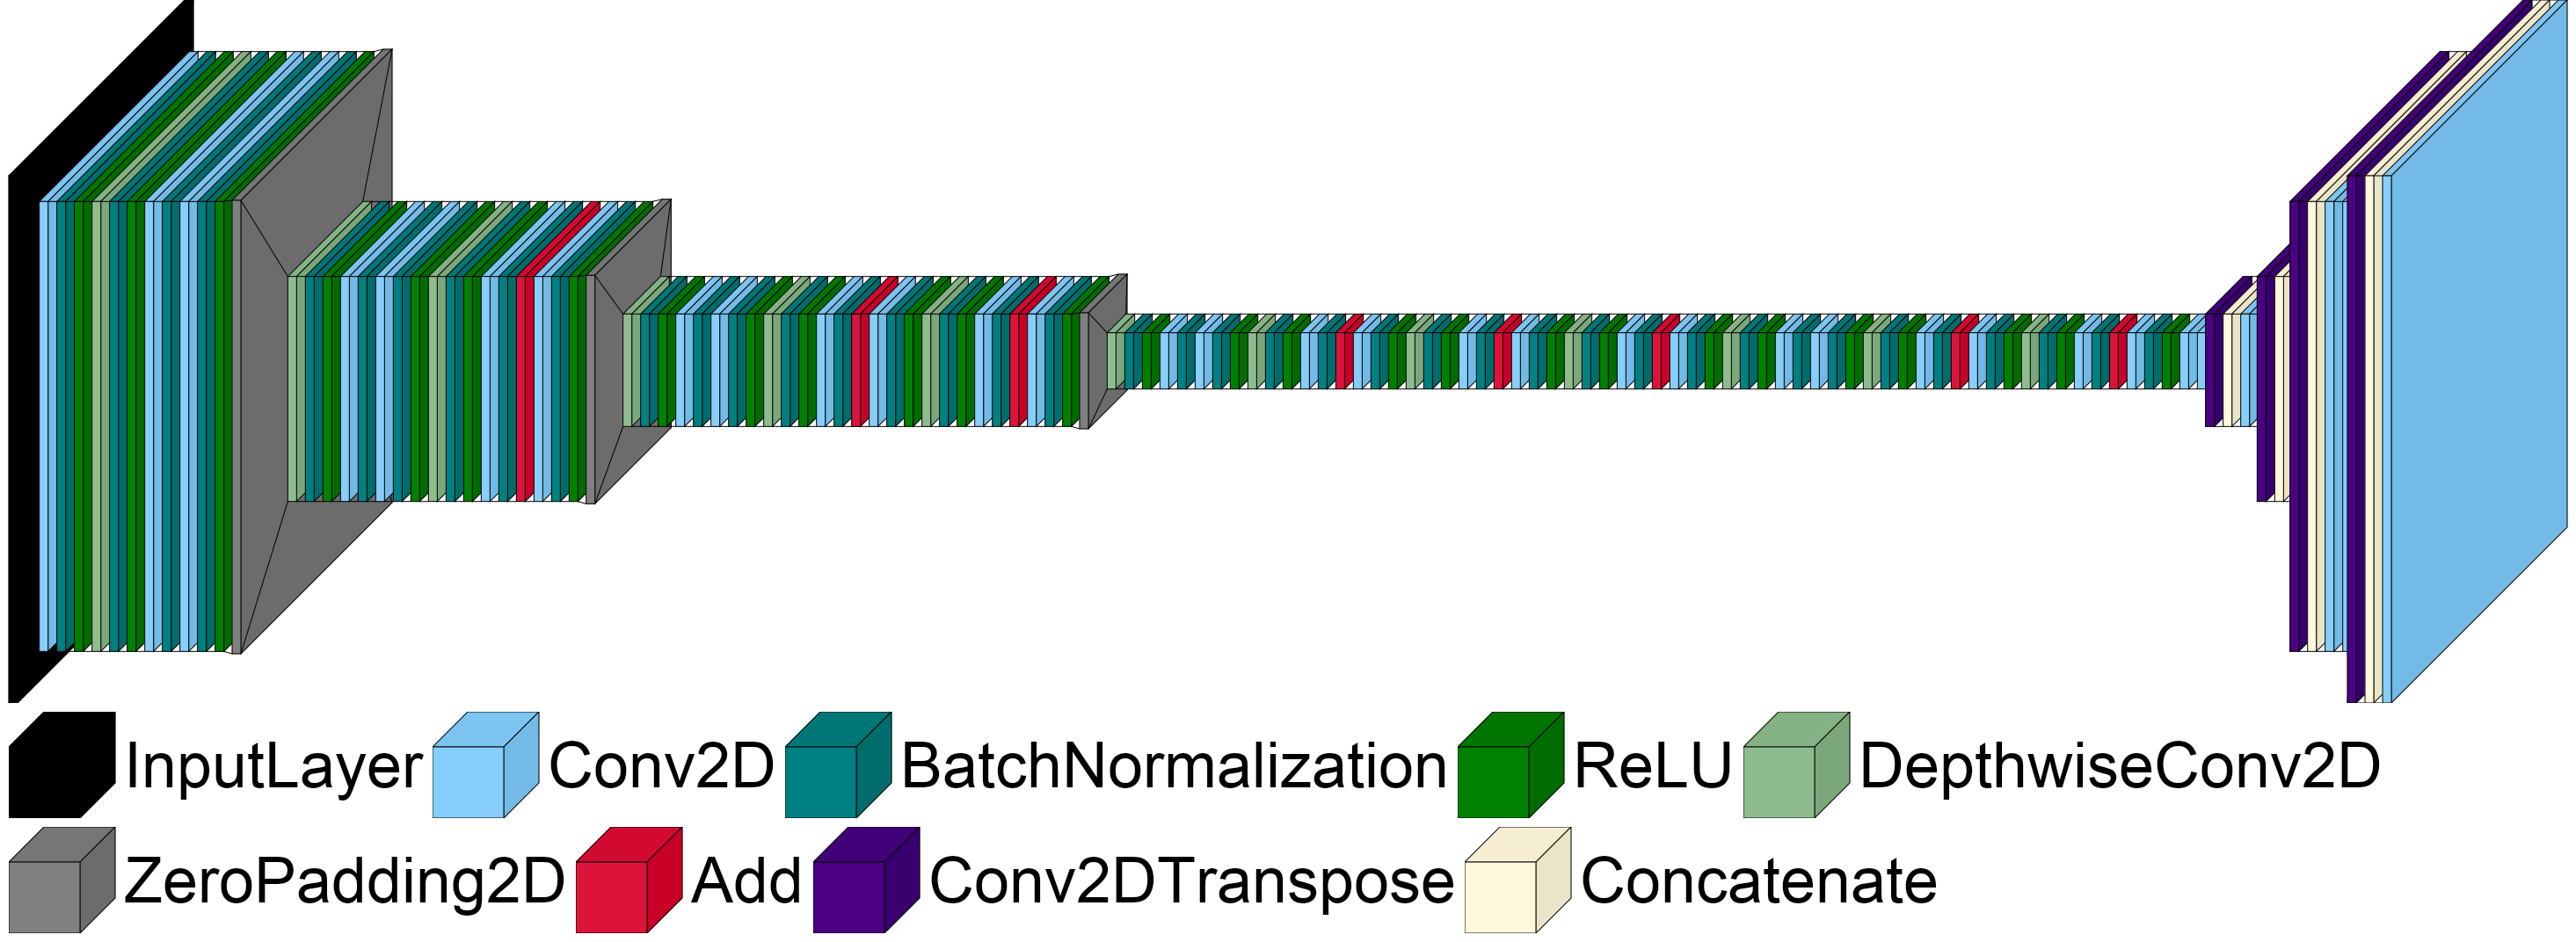 InputLayer Conv2D BatchNormalization ReLU DepthwiseConv2D
ZeroPadding2D Add Conv2DTranspose Concatenate